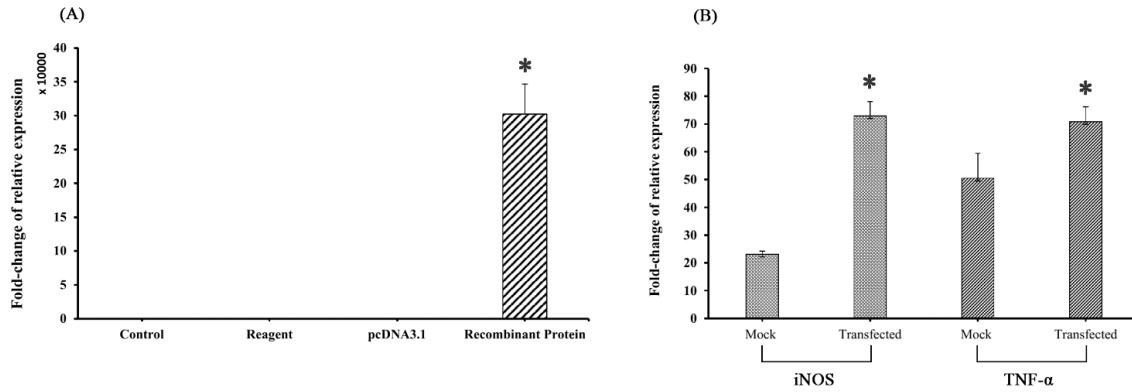 (A)
Fold-change of relative expression
x 10000
40
35
30
25
20
15
10
5
0
*
Control Reagent pcDNA3.1 Recombinant Protein
(B)
Fold-change of relative expression
90
80
70
60
50
40
30
20
10
0
* *
Mock Transfected Mock Transfected
iNOS TNF-α